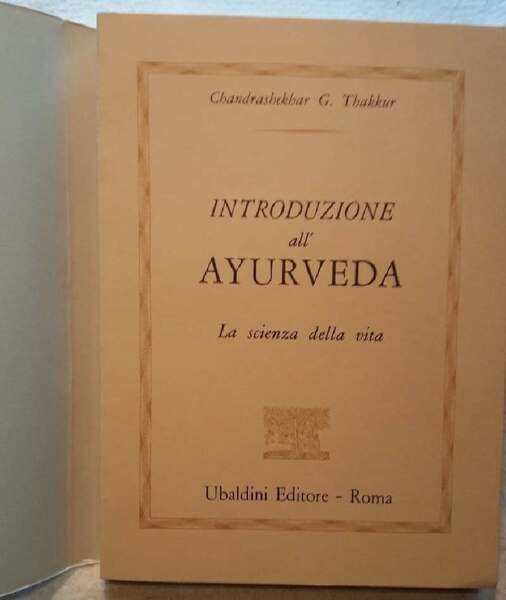 Chandrashekhar G. Thakkur
INTRODUZIONE
all'
AYURVEDA
La scienza della vita
Ubaldini Editore - Roma